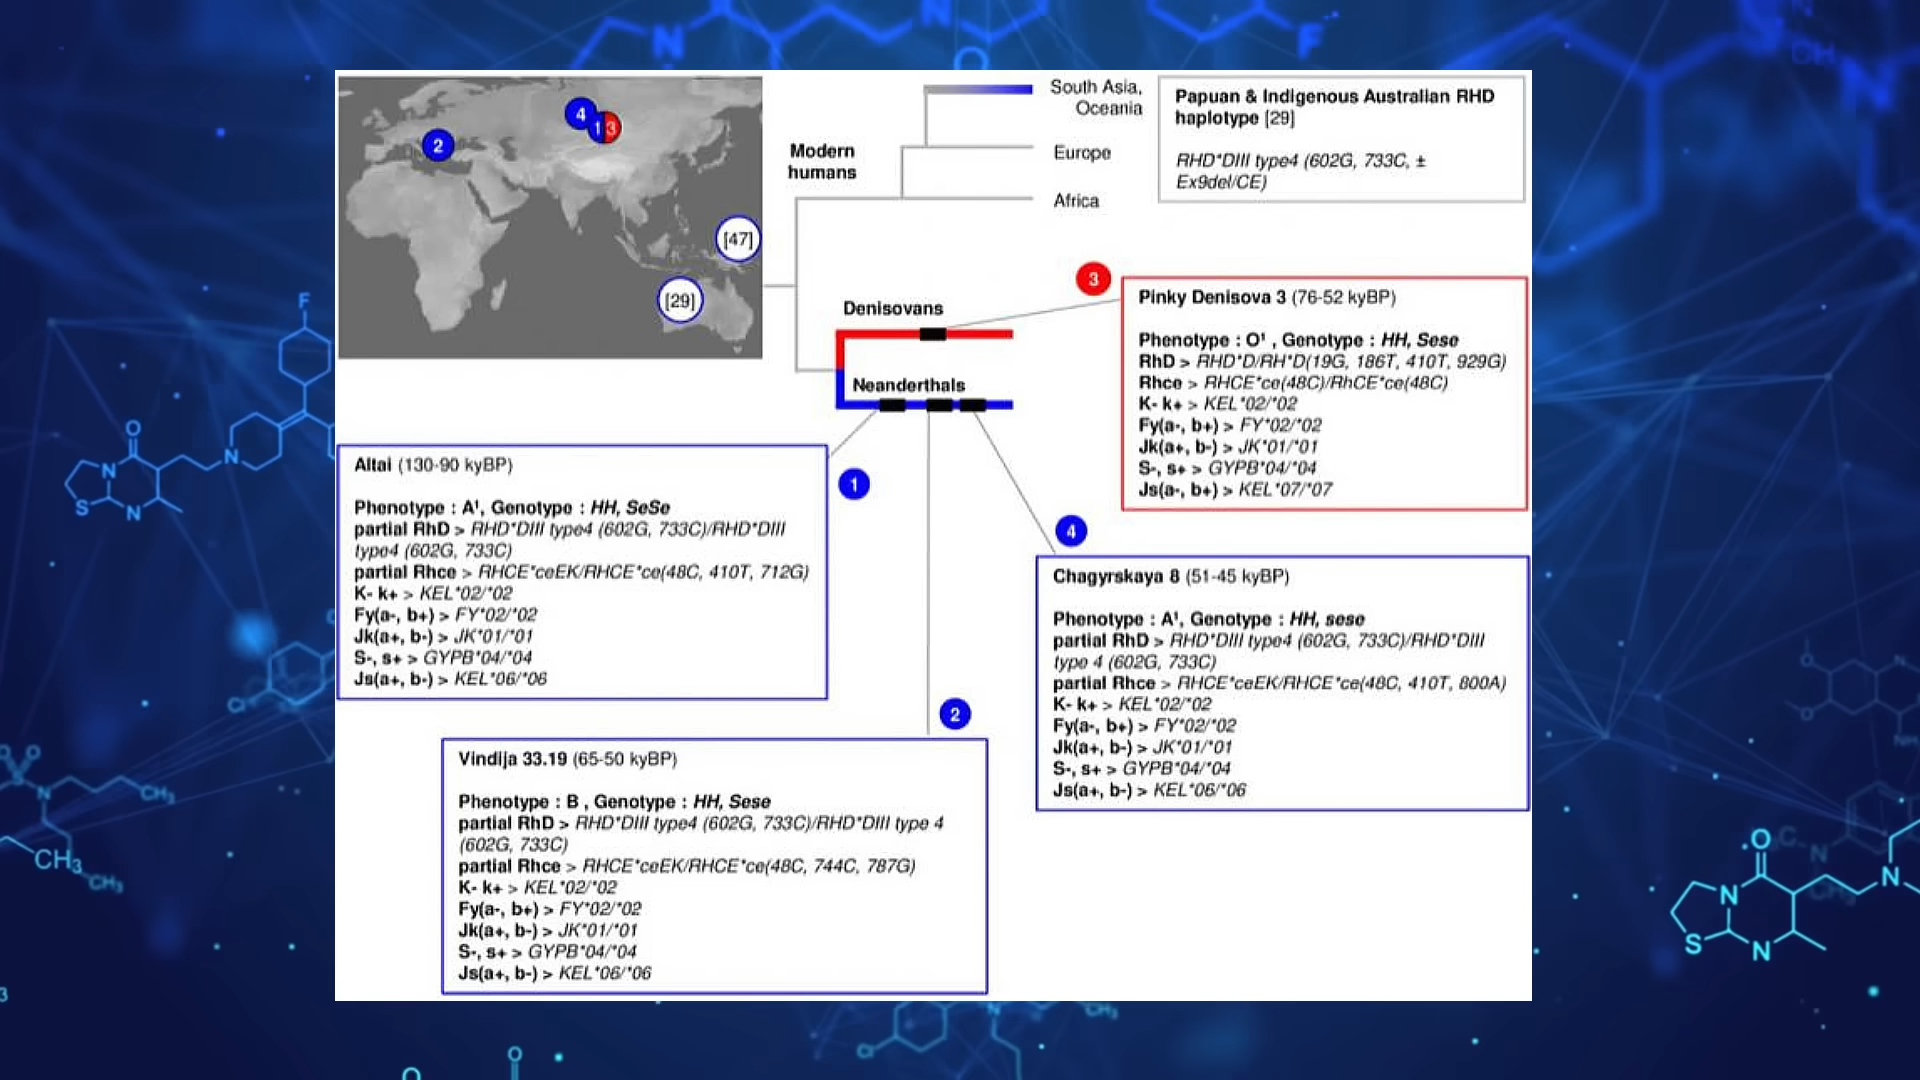 4
1
3
2
[47]
[29]
Modern
humans
South Asia,
Oceania
Europe
Africa
Papuan & Indigenous Australian RHD
haplotype [29]
RHD*DIII type4 (602G, 733C, ±
Ex9del/CE)
Denisovans
Neanderthals
3
Pinky Denisova 3 (76-52 kyBP)
Phenotype : O¹ , Genotype : HH, Sese
RhD > RHD*D/RH*D(19G, 186T, 410T, 929G)
Rhce > RHCE*ce(48C)/RhCE*ce(48C)
K- k+ > KEL*02/*02
Fy(a-, b+) > FY*02/*02
Jk(a+, b-) > JK*01/*01
S-, s+ > GYPB*04/*04
Js(a-, b+) > KEL*07/*07
1
Altai (130-90 kyBP)
Phenotype : A¹, Genotype : HH, SeSe
partial RhD > RHD*DIII type4 (602G, 733C)/RHD*DIII
type4 (602G, 733C)
partial Rhce > RHCE*ceEK/RHCE*ce(48C, 410T, 712G)
K- k+ > KEL*02/*02
Fy(a-, b+) > FY*02/*02
Jk(a+, b-) > JK*01/*01
S-, s+ > GYPB*04/*04
Js(a+, b-) > KEL*06/*06
4
Chagyrskaya 8 (51-45 kyBP)
Phenotype : A¹, Genotype : HH, sese
partial RhD > RHD*DIII type4 (602G, 733C)/RHD*DIII
type 4 (602G, 733C)
partial Rhce > RHCE*ceEK/RHCE*ce(48C, 410T, 800A)
K- k+ > KEL*02/*02
Fy(a-, b+) > FY*02/*02
Jk(a+, b-) > JK*01/*01
S-, s+ > GYPB*04/*04
Js(a+, b-) > KEL*06/*06
2
Vindija 33.19 (65-50 kyBP)
Phenotype : B , Genotype : HH, Sese
partial RhD > RHD*DIII type4 (602G, 733C)/RHD*DIII type 4
(602G, 733C)
partial Rhce > RHCE*ceEK/RHCE*ce(48C, 744C, 787G)
K- k+ > KEL*02/*02
Fy(a-, b+) > FY*02/*02
Jk(a+, b-) > JK*01/*01
S-, s+ > GYPB*04/*04
Js(a+, b-) > KEL*06/*06
N
F
O
N
CH₃
F
O
N
N
S
N
Cl
O
O
N
CH₃
CH₃
CH₃
O
N
N
S
N
N
Cl
CH₃
O
O